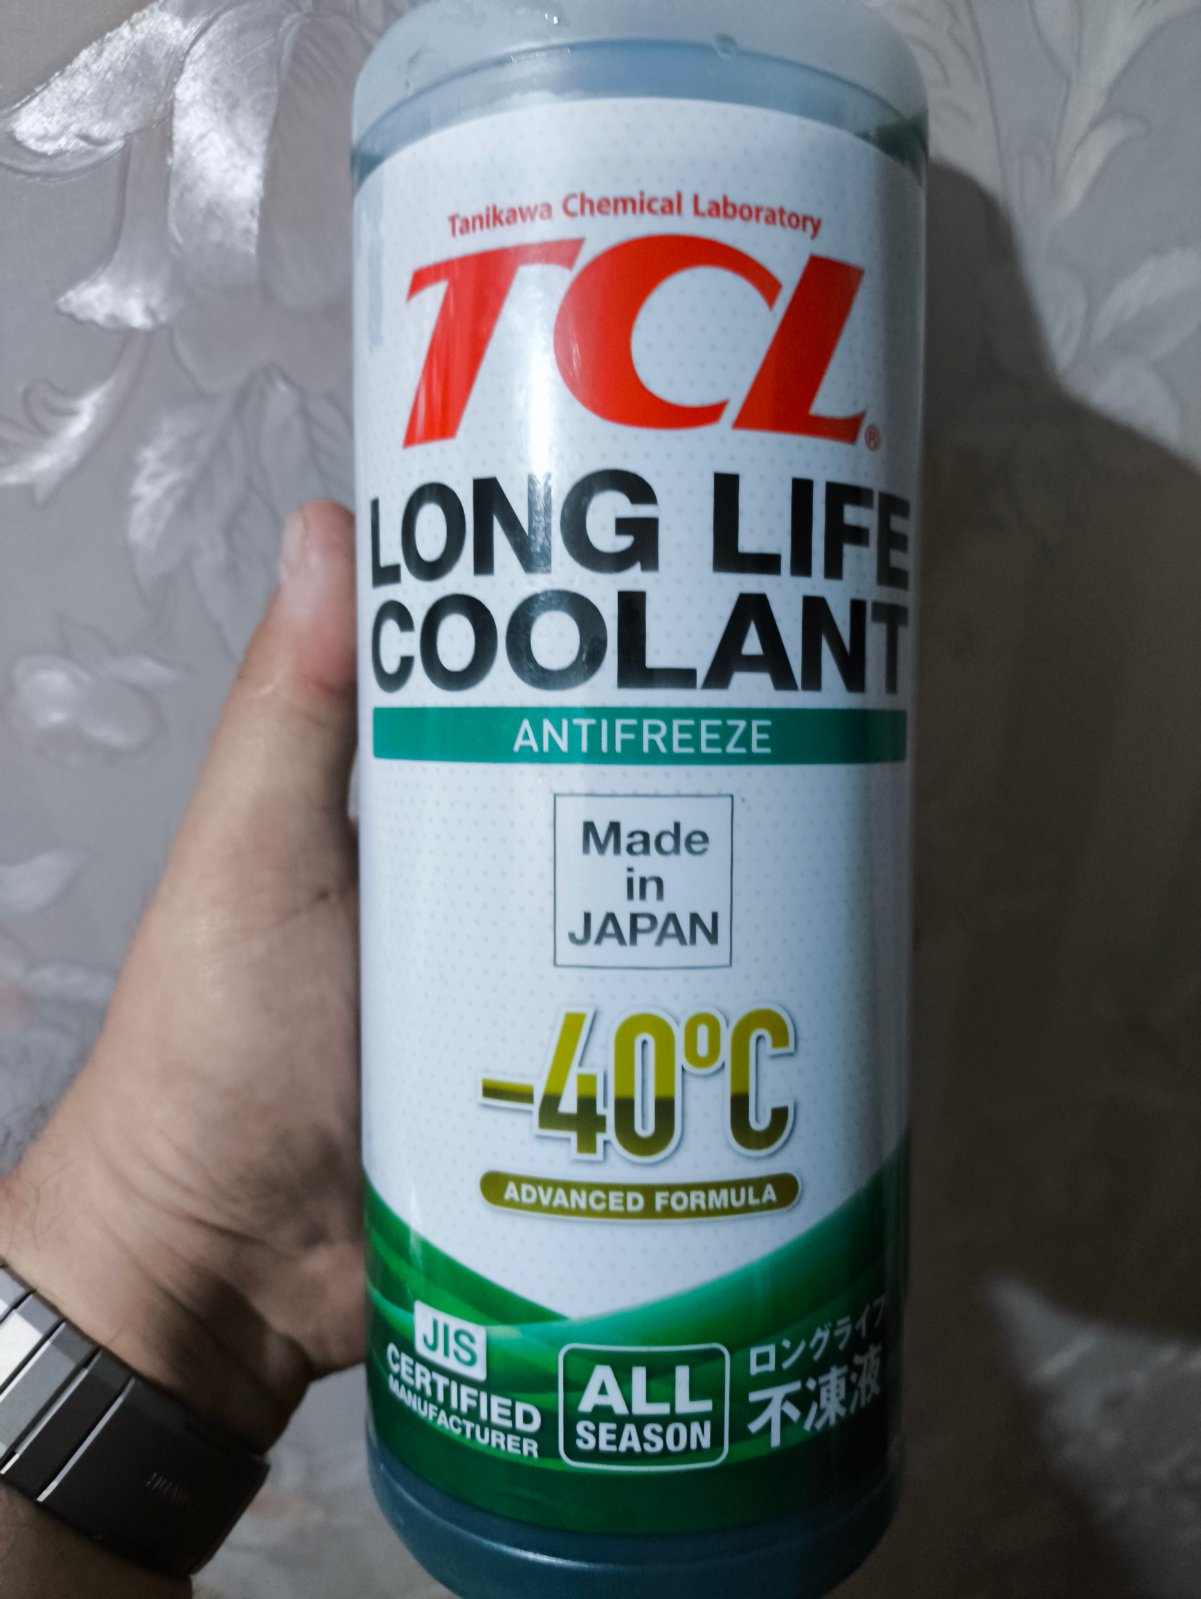 Tanikawa Chemical Laboratory
TCL®
LONG LIFE
COOLANT
ANTIFREEZE
Made
in
JAPAN
-40°C
ADVANCED FORMULA
JIS
CERTIFIED
MANUFACTURER
ALL
SEASON
ロングライフ
不凍液
HUAWEI